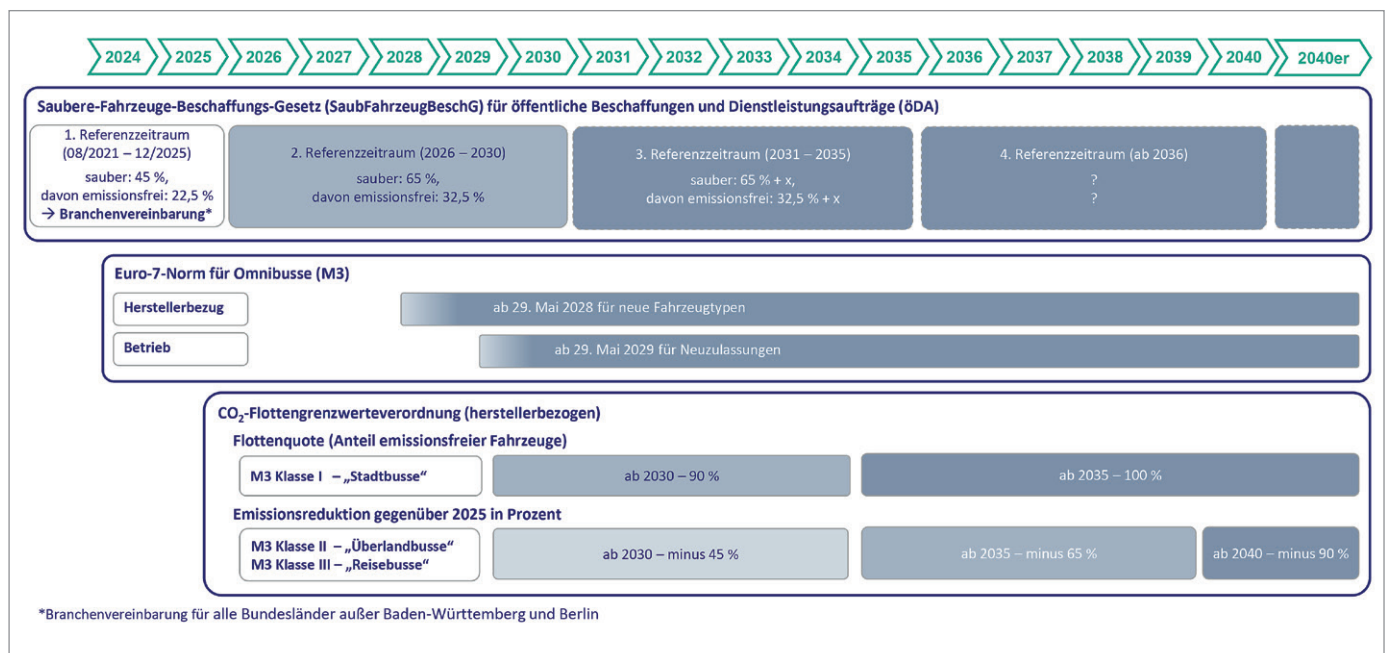 2024 2025 2026 2027 2028 2029 2030 2031 2032 2033 2034 2035 2036 2037 2038 2039 2040 2040er
Saubere-Fahrzeuge-Beschaffungs-Gesetz (SaubFahrzeugBeschG) für öffentliche Beschaffungen und Dienstleistungsaufträge (öDA)
1. Referenzzeitraum
(08/2021 – 12/2025)
sauber: 45 %,
davon emissionsfrei: 22,5 %
→ Branchenvereinbarung*
2. Referenzzeitraum (2026 – 2030)
sauber: 65 %,
davon emissionsfrei: 32,5 %
3. Referenzzeitraum (2031 – 2035)
sauber: 65 % + x,
davon emissionsfrei: 32,5 % + x
4. Referenzzeitraum (ab 2036)
?
?
Euro-7-Norm für Omnibusse (M3)
Herstellerbezug
ab 29. Mai 2028 für neue Fahrzeugtypen
Betrieb
ab 29. Mai 2029 für Neuzulassungen
CO₂-Flottengrenzwerteverordnung (herstellerbezogen)
Flottenquote (Anteil emissionsfreier Fahrzeuge)
M3 Klasse I – „Stadtbusse“
ab 2030 – 90 %
ab 2035 – 100 %
Emissionsreduktion gegenüber 2025 in Prozent
M3 Klasse II – „Überlandbusse“
M3 Klasse III – „Reisebusse“
ab 2030 – minus 45 %
ab 2035 – minus 65 %
ab 2040 – minus 90 %
*Branchenvereinbarung für alle Bundesländer außer Baden-Württemberg und Berlin